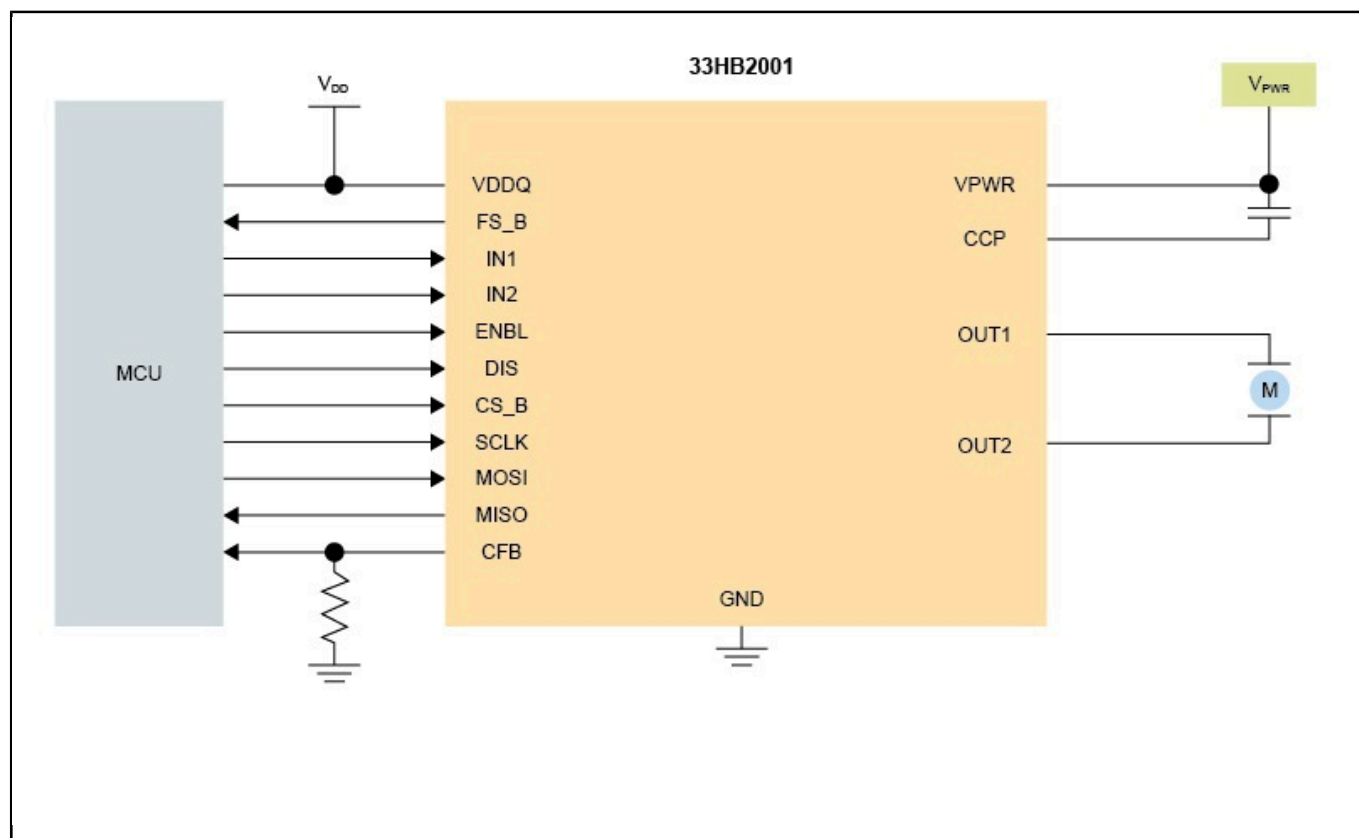 33HB2001
VDD
VPWR
MCU
VDDQ
FS_B
IN1
IN2
ENBL
DIS
CS_B
SCLK
MOSI
MISO
CFB
VPWR
CCP
OUT1
OUT2
M
GND